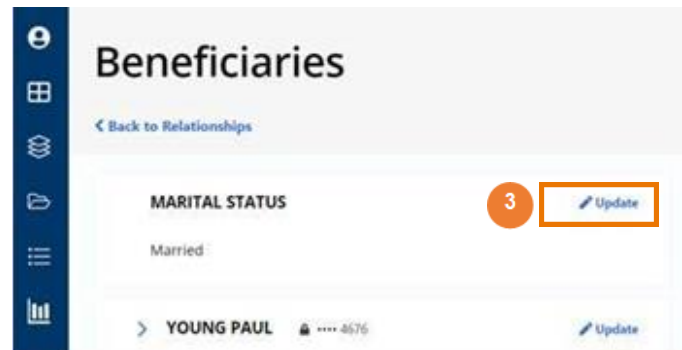 Beneficiaries
Back to Relationships
MARITAL STATUS
3
Update
Married
YOUNG PAUL
···· 4676
Update